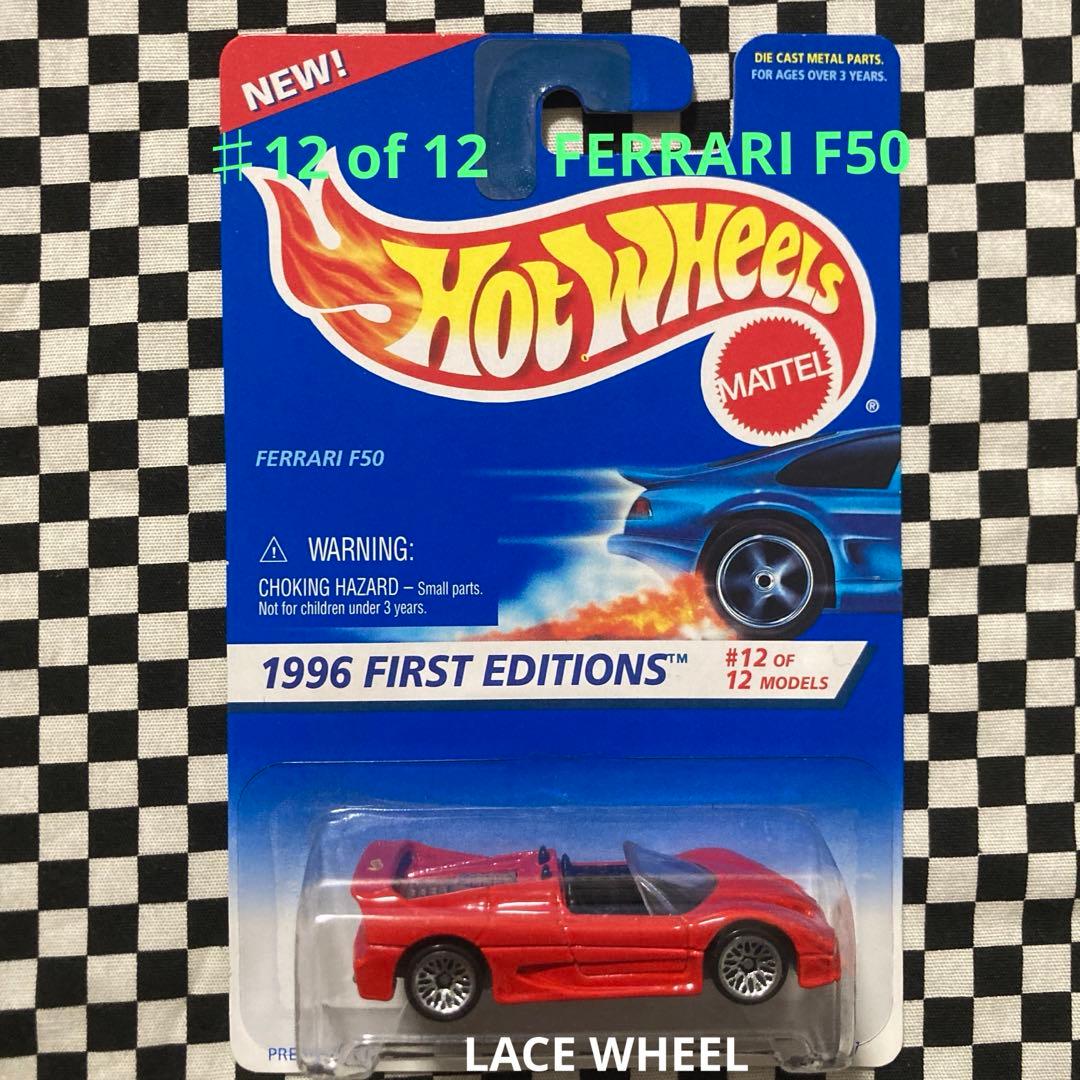 NEW!
DIE CAST METAL PARTS.
FOR AGES OVER 3 YEARS.
#12 of 12 FERRARI F50
HOT WHEELS
MATTEL
®
FERRARI F50
⚠ WARNING:
CHOKING HAZARD – Small parts.
Not for children under 3 years.
1996 FIRST EDITIONS™
#12 OF
12 MODELS
PRE
LACE WHEEL